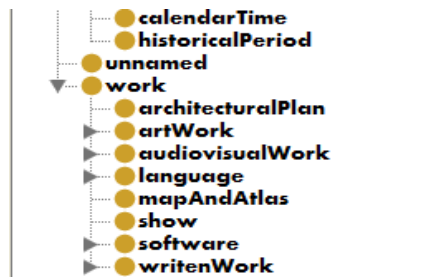 calendarTime
historicalPeriod
unnamed
work
architecturalPlan
artWork
audiovisualWork
language
mapAndAtlas
show
software
writenWork